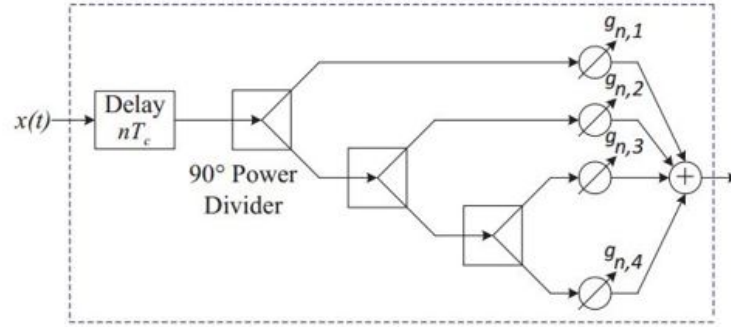 g_{n,1}
g_{n,2}
Delay
nT_c
x(t)
g_{n,3}
90° Power
Divider
+
g_{n,4}